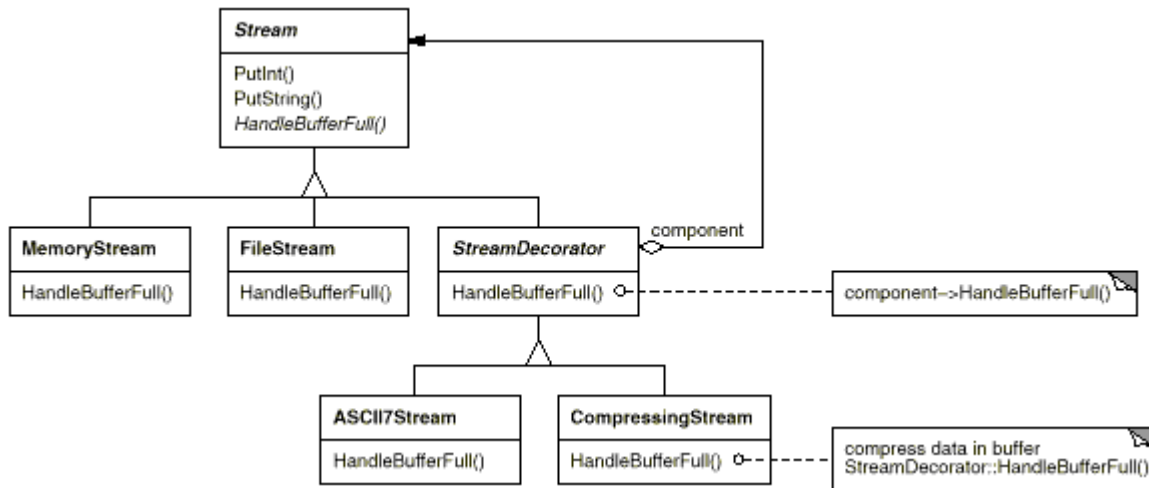 Stream
PutInt()
PutString()
HandleBufferFull()
component
MemoryStream
HandleBufferFull()
FileStream
HandleBufferFull()
StreamDecorator
HandleBufferFull()
component–>HandleBufferFull()
ASCII7Stream
HandleBufferFull()
CompressingStream
HandleBufferFull()
compress data in buffer
StreamDecorator::HandleBufferFull()